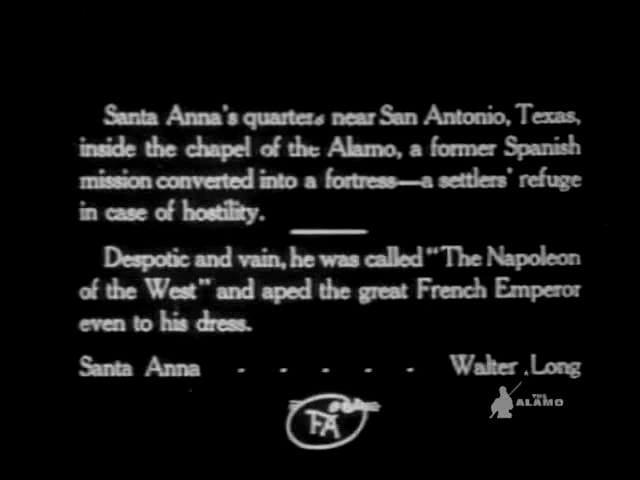 Santa Anna's quarters near San Antonio, Texas,
inside the chapel of the Alamo, a former Spanish
mission converted into a fortress—a settlers' refuge
in case of hostility.
Despotic and vain, he was called "The Napoleon
of the West" and aped the great French Emperor
even to his dress.
Santa Anna - - - - - Walter Long
FA
THE
ALAMO